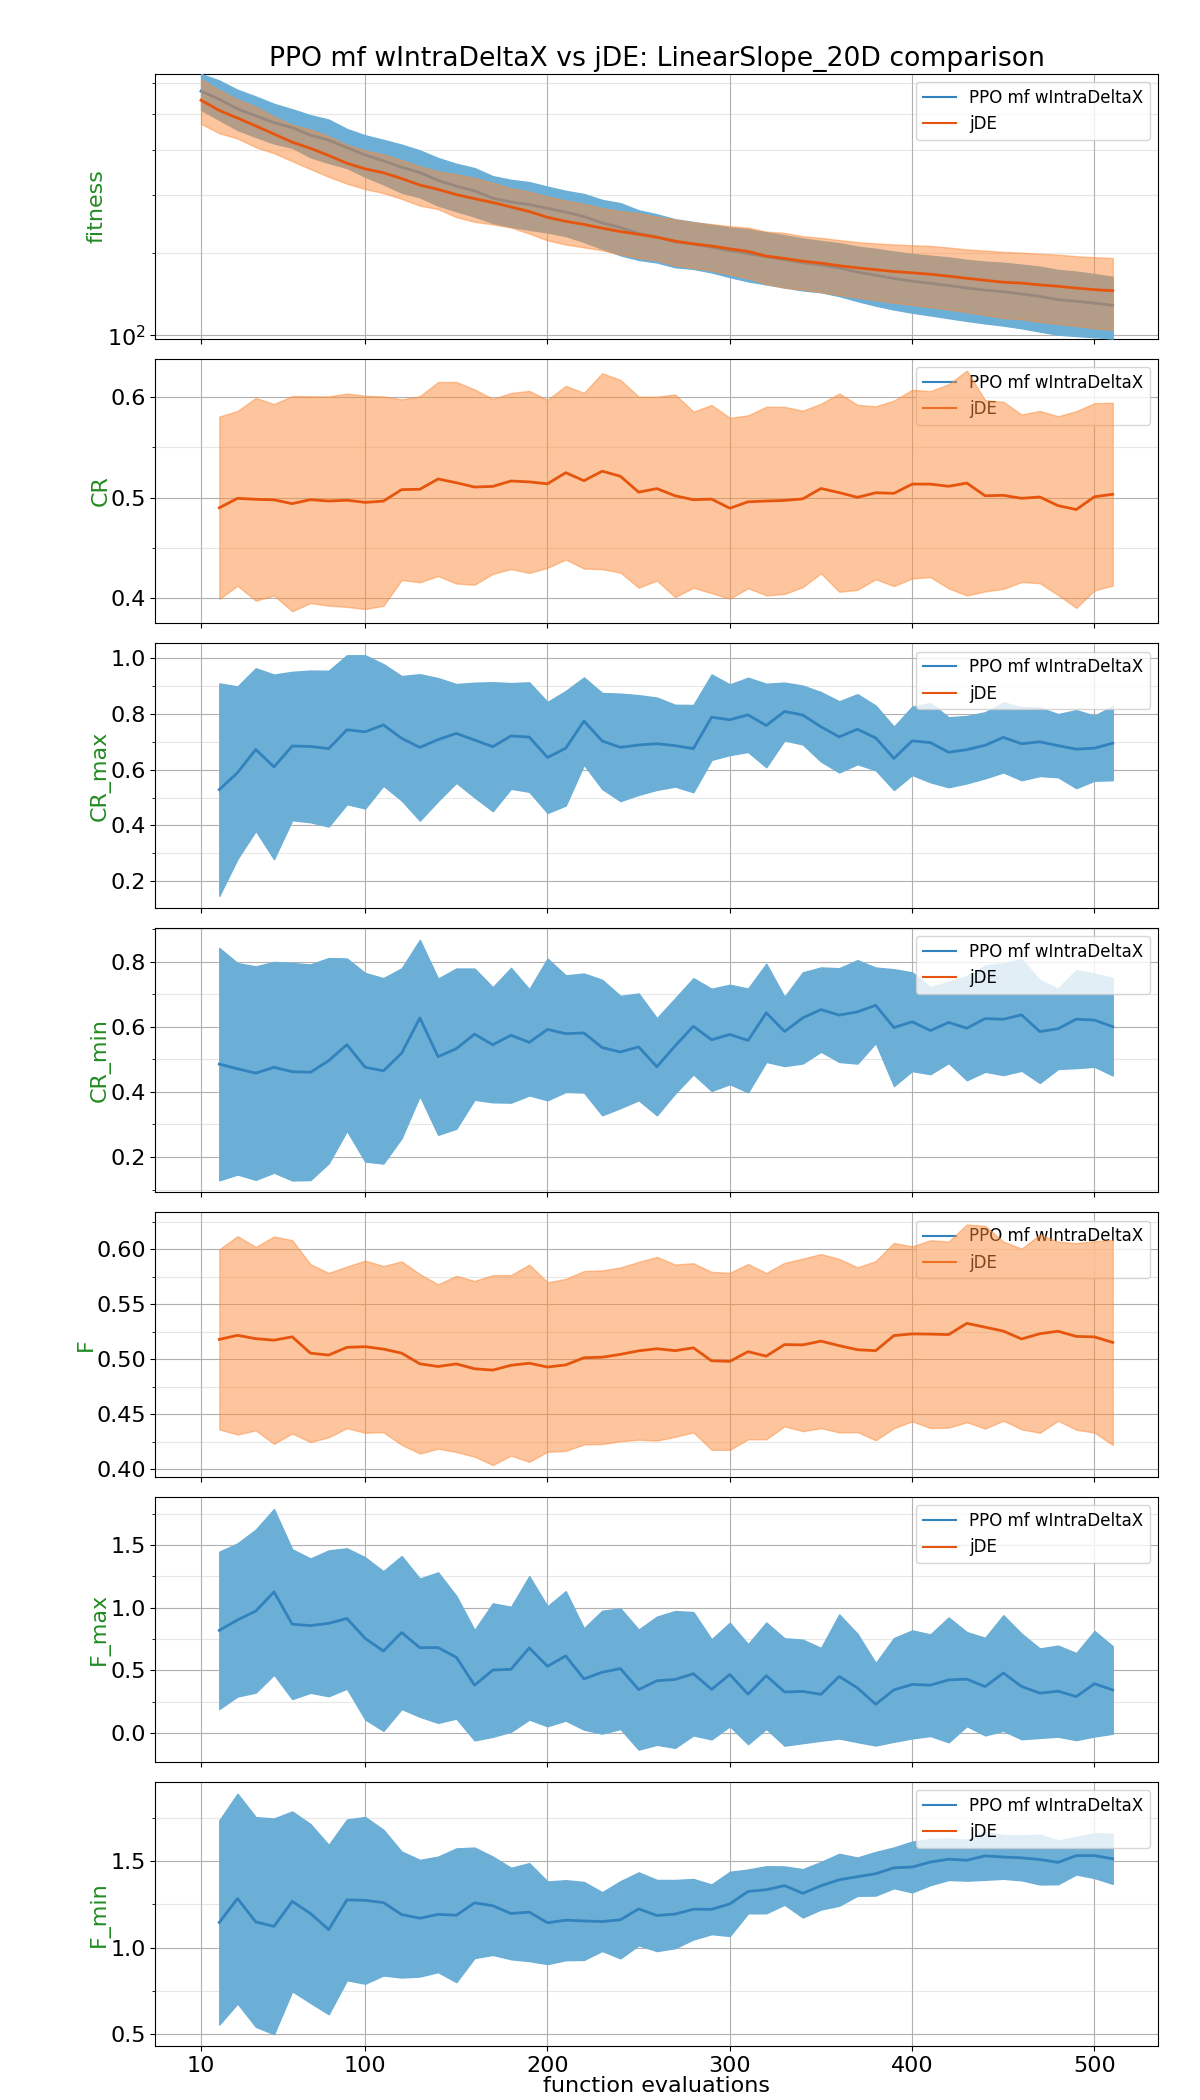 PPO mf wIntraDeltaX vs jDE: LinearSlope_20D comparison
PPO mf wIntraDeltaX
jDE
fitness
10²
PPO mf wIntraDeltaX
jDE
0.6
CR
0.5
0.4
PPO mf wIntraDeltaX
jDE
1.0
0.8
CR_max
0.6
0.4
0.2
PPO mf wIntraDeltaX
jDE
0.8
0.6
CR_min
0.4
0.2
PPO mf wIntraDeltaX
jDE
0.60
0.55
F
0.50
0.45
0.40
PPO mf wIntraDeltaX
jDE
1.5
1.0
F_max
0.5
0.0
PPO mf wIntraDeltaX
jDE
1.5
F_min
1.0
0.5
10 100 200 300 400 500
function evaluations